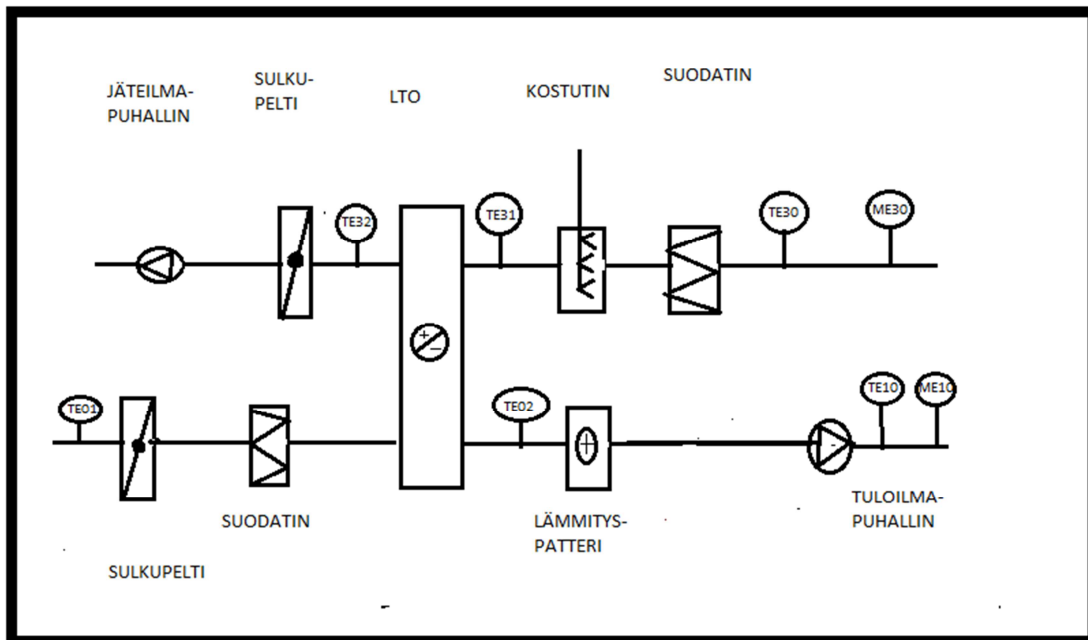 JÄTEILMA-
PUHALLIN
SULKU-
PELTI
LTO
KOSTUTIN
SUODATIN
TE32
TE31
TE30
ME30
TE01
TE02
TE10
ME10
SUODATIN
LÄMMITYS-
PATTERI
TULOILMA-
PUHALLIN
SULKUPELTI